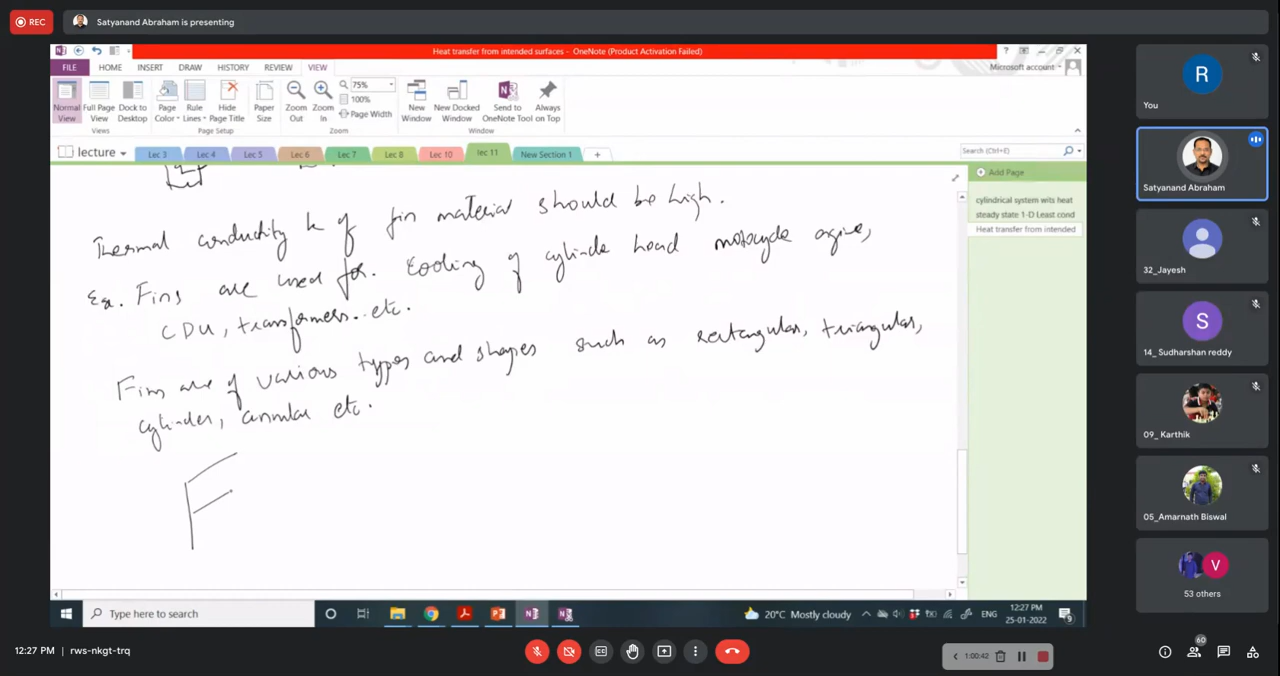 REC
Satyanand Abraham is presenting
Heat transfer from intended surfaces - OneNote (Product Activation Failed)
FILE HOME INSERT DRAW HISTORY REVIEW VIEW
Microsoft account
Normal View
Full Page View
Dock to Desktop
Views
Page Color
Rule Lines
Hide Page Title
Page Setup
Paper Size
Zoom Out
Zoom In
75%
100%
Page Width
Zoom
New Window
New Docked Window
Send to OneNote Tool
Always on Top
Window
lecture
Lec 3 Lec 4 Lec 5 Lec 6 Lec 7 Lec 8 Lec 10 lec 11 New Section 1 +
Search (Ctrl+E)
Add Page
cylindrical system wits heat
steady state 1-D Least cond
Heat transfer from intended
Thermal conductity k of fin material should be high.
Ex. Fins are used for. Cooling of cylinde head motocycle engine,
CDU, transformers.. etc.
Fins are of various types and shapes such as rectangular, triangular,
cylinder, annular etc.
F
Type here to search
20°C Mostly cloudy
ENG
12:27 PM
25-01-2022
9
R
You
Satyanand Abraham
32_Jayesh
S
14_ Sudharshan reddy
09_ Karthik
05_Amarnath Biswal
V
53 others
12:27 PM | rws-nkgt-trq
1:00:42
60